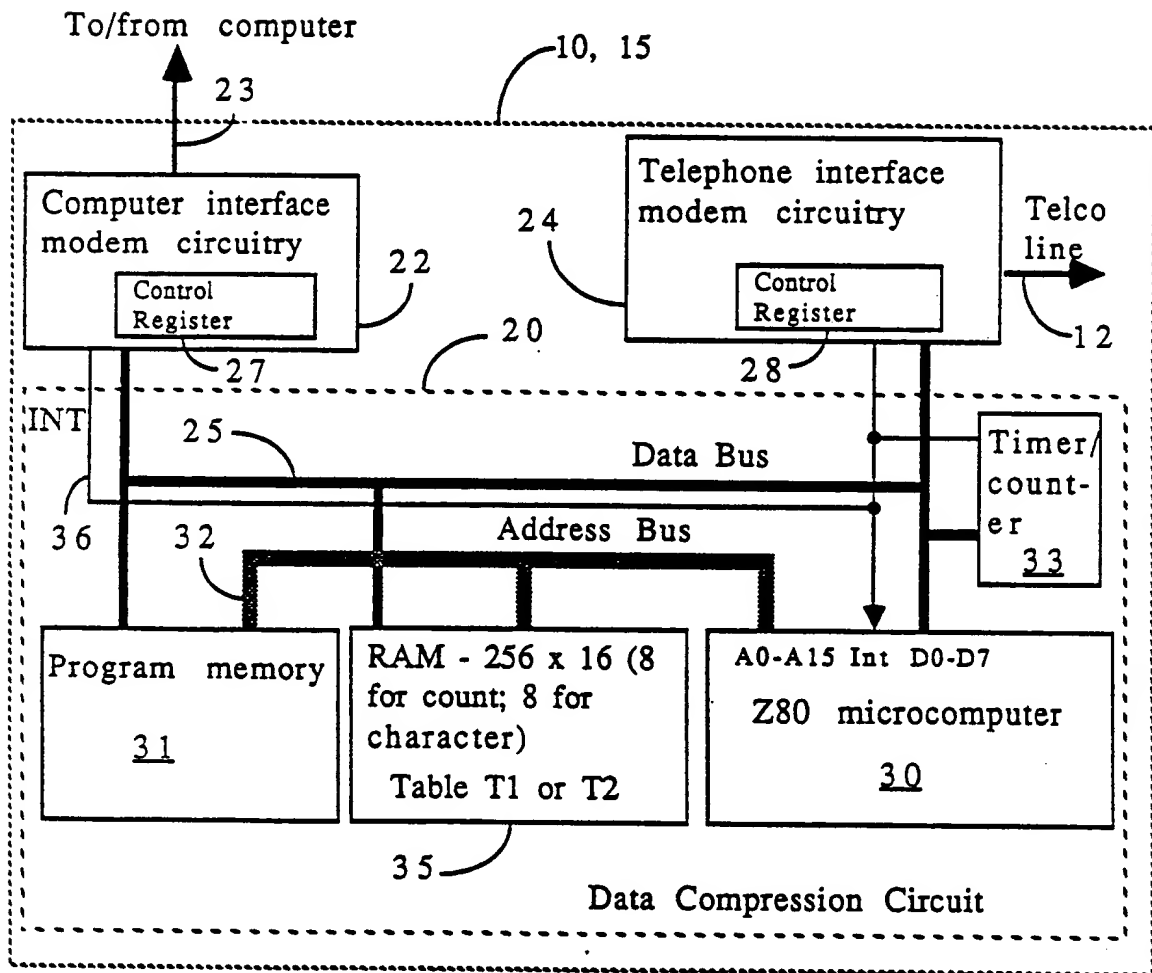 To/from computer
10, 15
23
Computer interface
modem circuitry
Control
Register
22
27
Telephone interface
modem circuitry
Control
Register
24
28
Telco
line
12
20
INT
25
Data Bus
Timer/
count-
er
33
36
32
Address Bus
Program memory
31
RAM - 256 x 16 (8
for count; 8 for
character)
Table T1 or T2
35
A0-A15 Int D0-D7
Z80 microcomputer
30
Data Compression Circuit